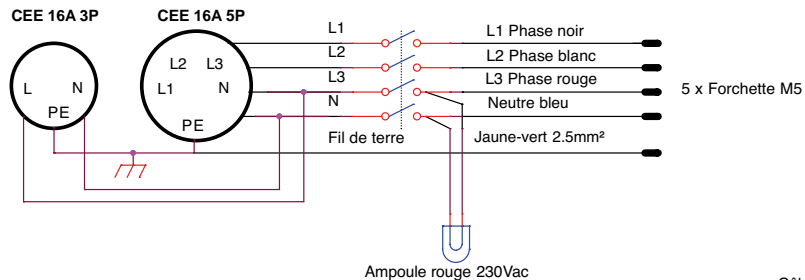 CEE 16A 3P
CEE 16A 5P
L1
L1 Phase noir
L2
L2 Phase blanc
L2 L3
L3
L3 Phase rouge
5 x Forchette M5
L N
L1 N
N
Neutre bleu
PE
PE
Fil de terre
Jaune-vert 2.5mm²
Ampoule rouge 230Vac